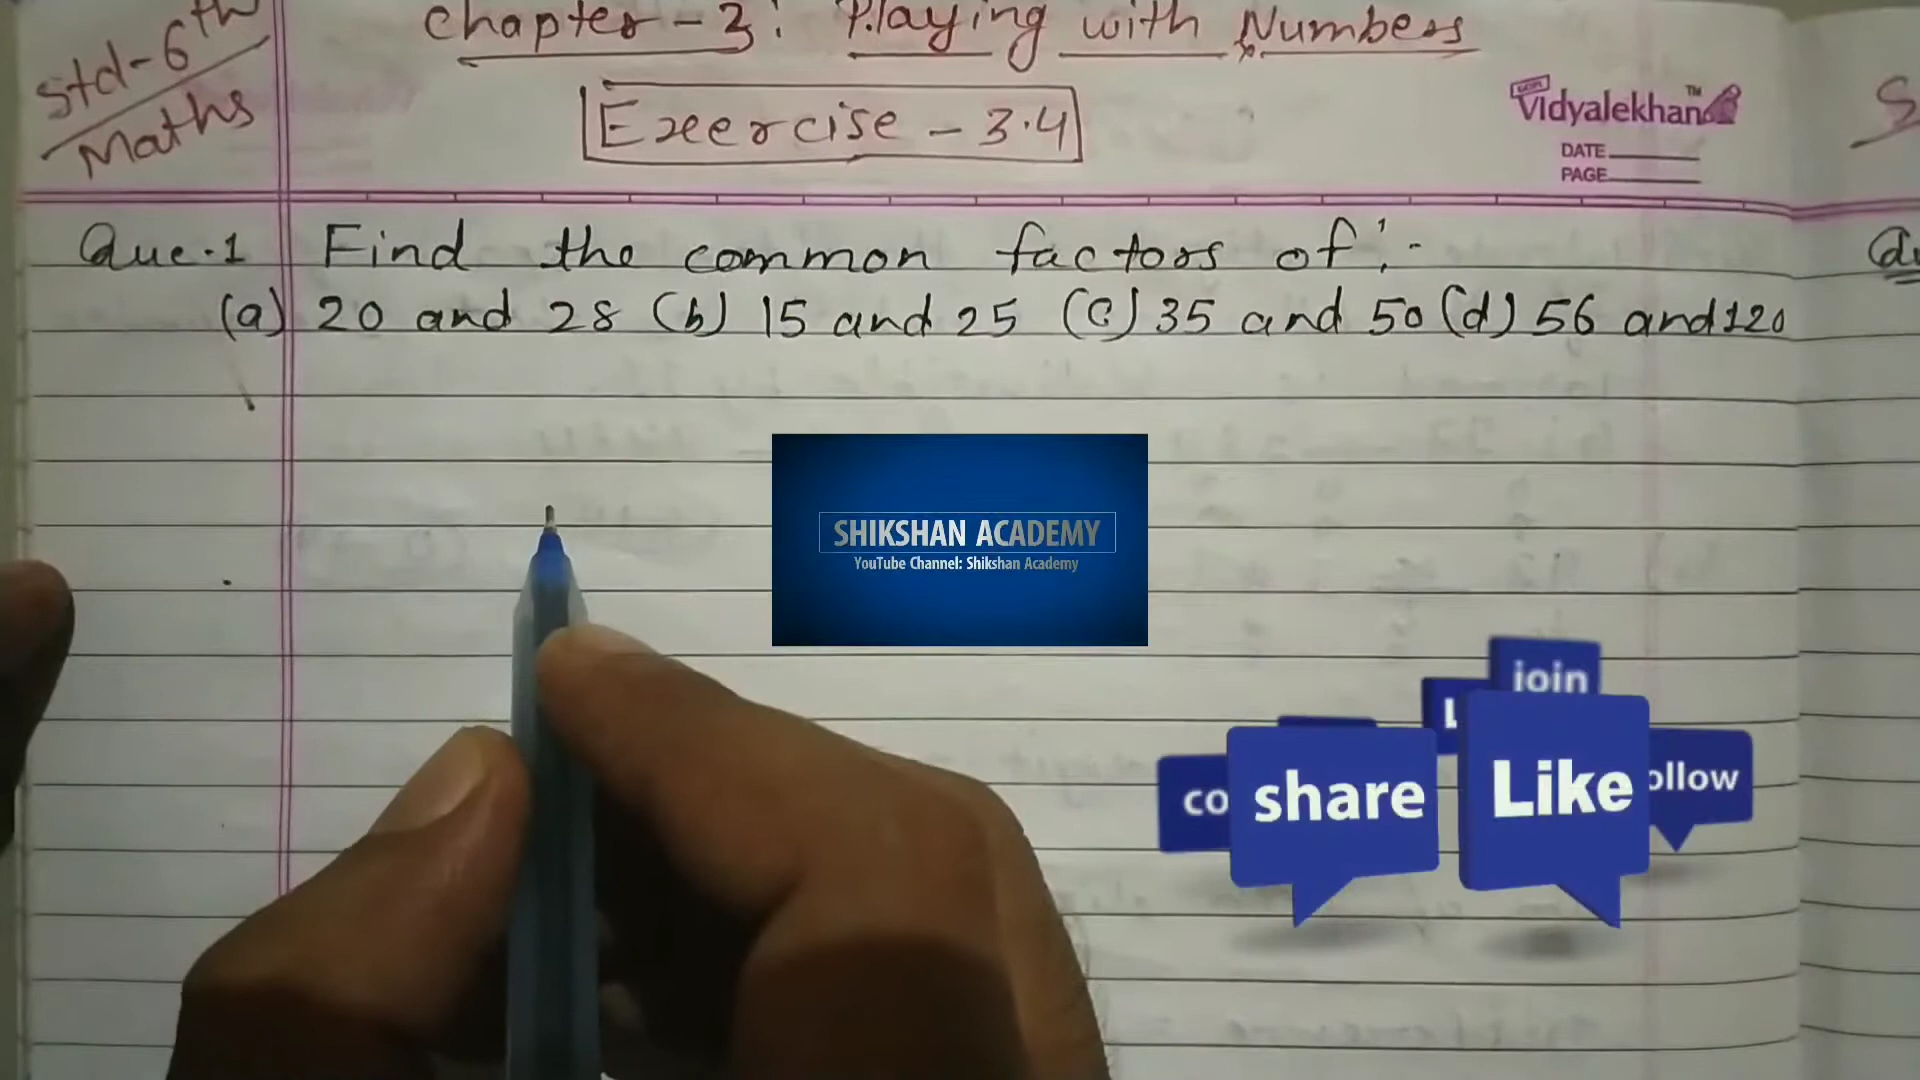 Std-6th
Maths
Chapter-3: Playing with Numbers
Exercise-3.4
Vidyalekhan TM
DATE
PAGE
Que.1 Find the common factors of:-
(a) 20 and 28 (b) 15 and 25 (c) 35 and 50 (d) 56 and 120
SHIKSHAN ACADEMY
YouTube Channel: Shikshan Academy
join
L
co share Like ollow